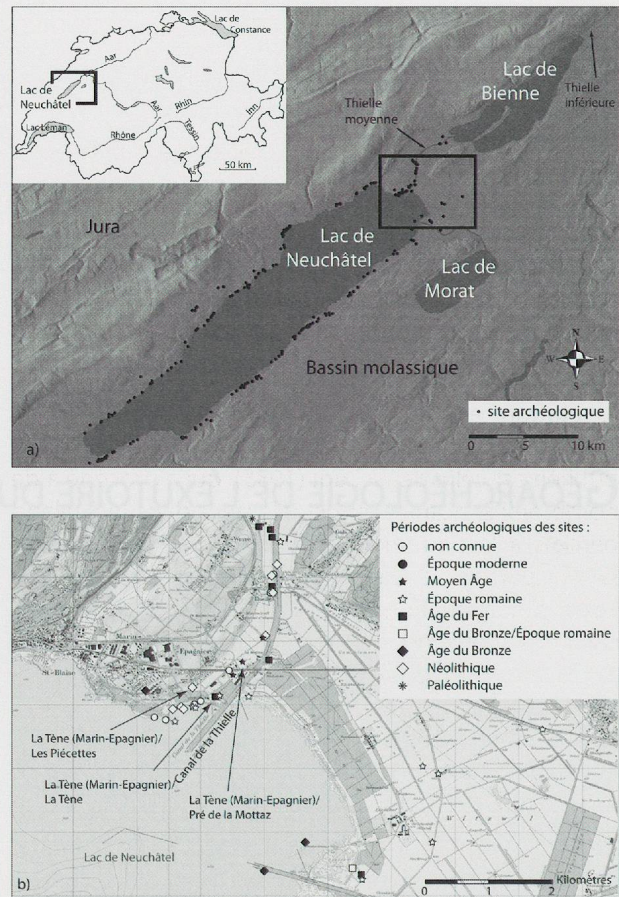 Lac de
Constance
Aar
Lac de
Neuchâtel
Aar
Rhin
Inn
Lac Léman
Rhône
Tessin
50 km
Lac de
Bienne
Thielle
inférieure
Thielle
moyenne
Jura
Lac de
Neuchâtel
Lac de
Morat
Bassin molassique
N
W
E
S
• site archéologique
0 5 10 km
a)
GÉOARCHÉOLOGIE DE L'EXUTOIRE DU
Périodes archéologiques des sites :
non connue
Époque moderne
Moyen Âge
Époque romaine
Âge du Fer
Âge du Bronze/Époque romaine
Âge du Bronze
Néolithique
Paléolithique
Marin
Epagnier
St-Blaise
La Tène (Marin-Epagnier)/
Les Piécettes
Canal de la Thielle
La Tène (Marin-Epagnier)/
La Tène
La Tène (Marin-Epagnier)/
Pré de la Mottaz
Lac de Neuchâtel
Kilomètres
0 1 2
b)